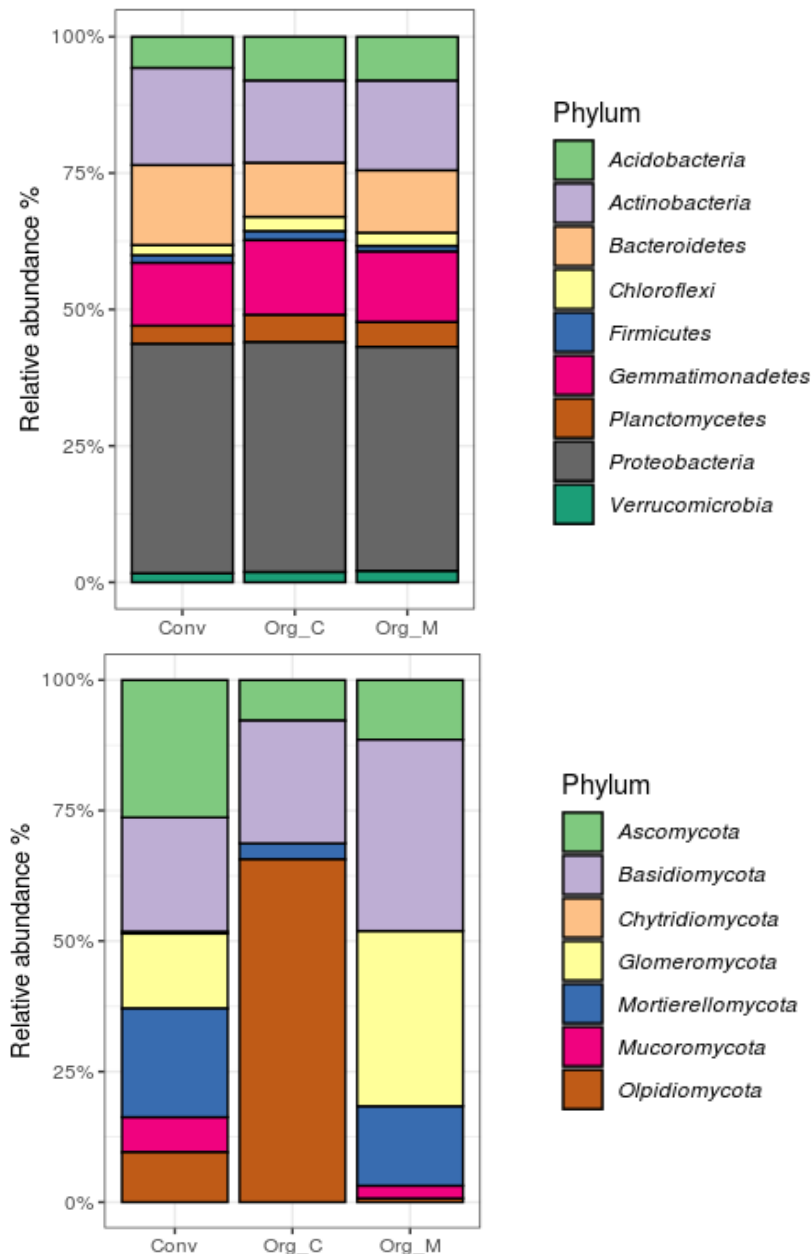 100%
75%
50%
25%
0%
Relative abundance %
Conv Org_C Org_M
Phylum
Acidobacteria
Actinobacteria
Bacteroidetes
Chloroflexi
Firmicutes
Gemmatimonadetes
Planctomycetes
Proteobacteria
Verrucomicrobia
100%
75%
50%
25%
0%
Relative abundance %
Conv Org_C Org_M
Phylum
Ascomycota
Basidiomycota
Chytridiomycota
Glomeromycota
Mortierellomycota
Mucoromycota
Olpidiomycota